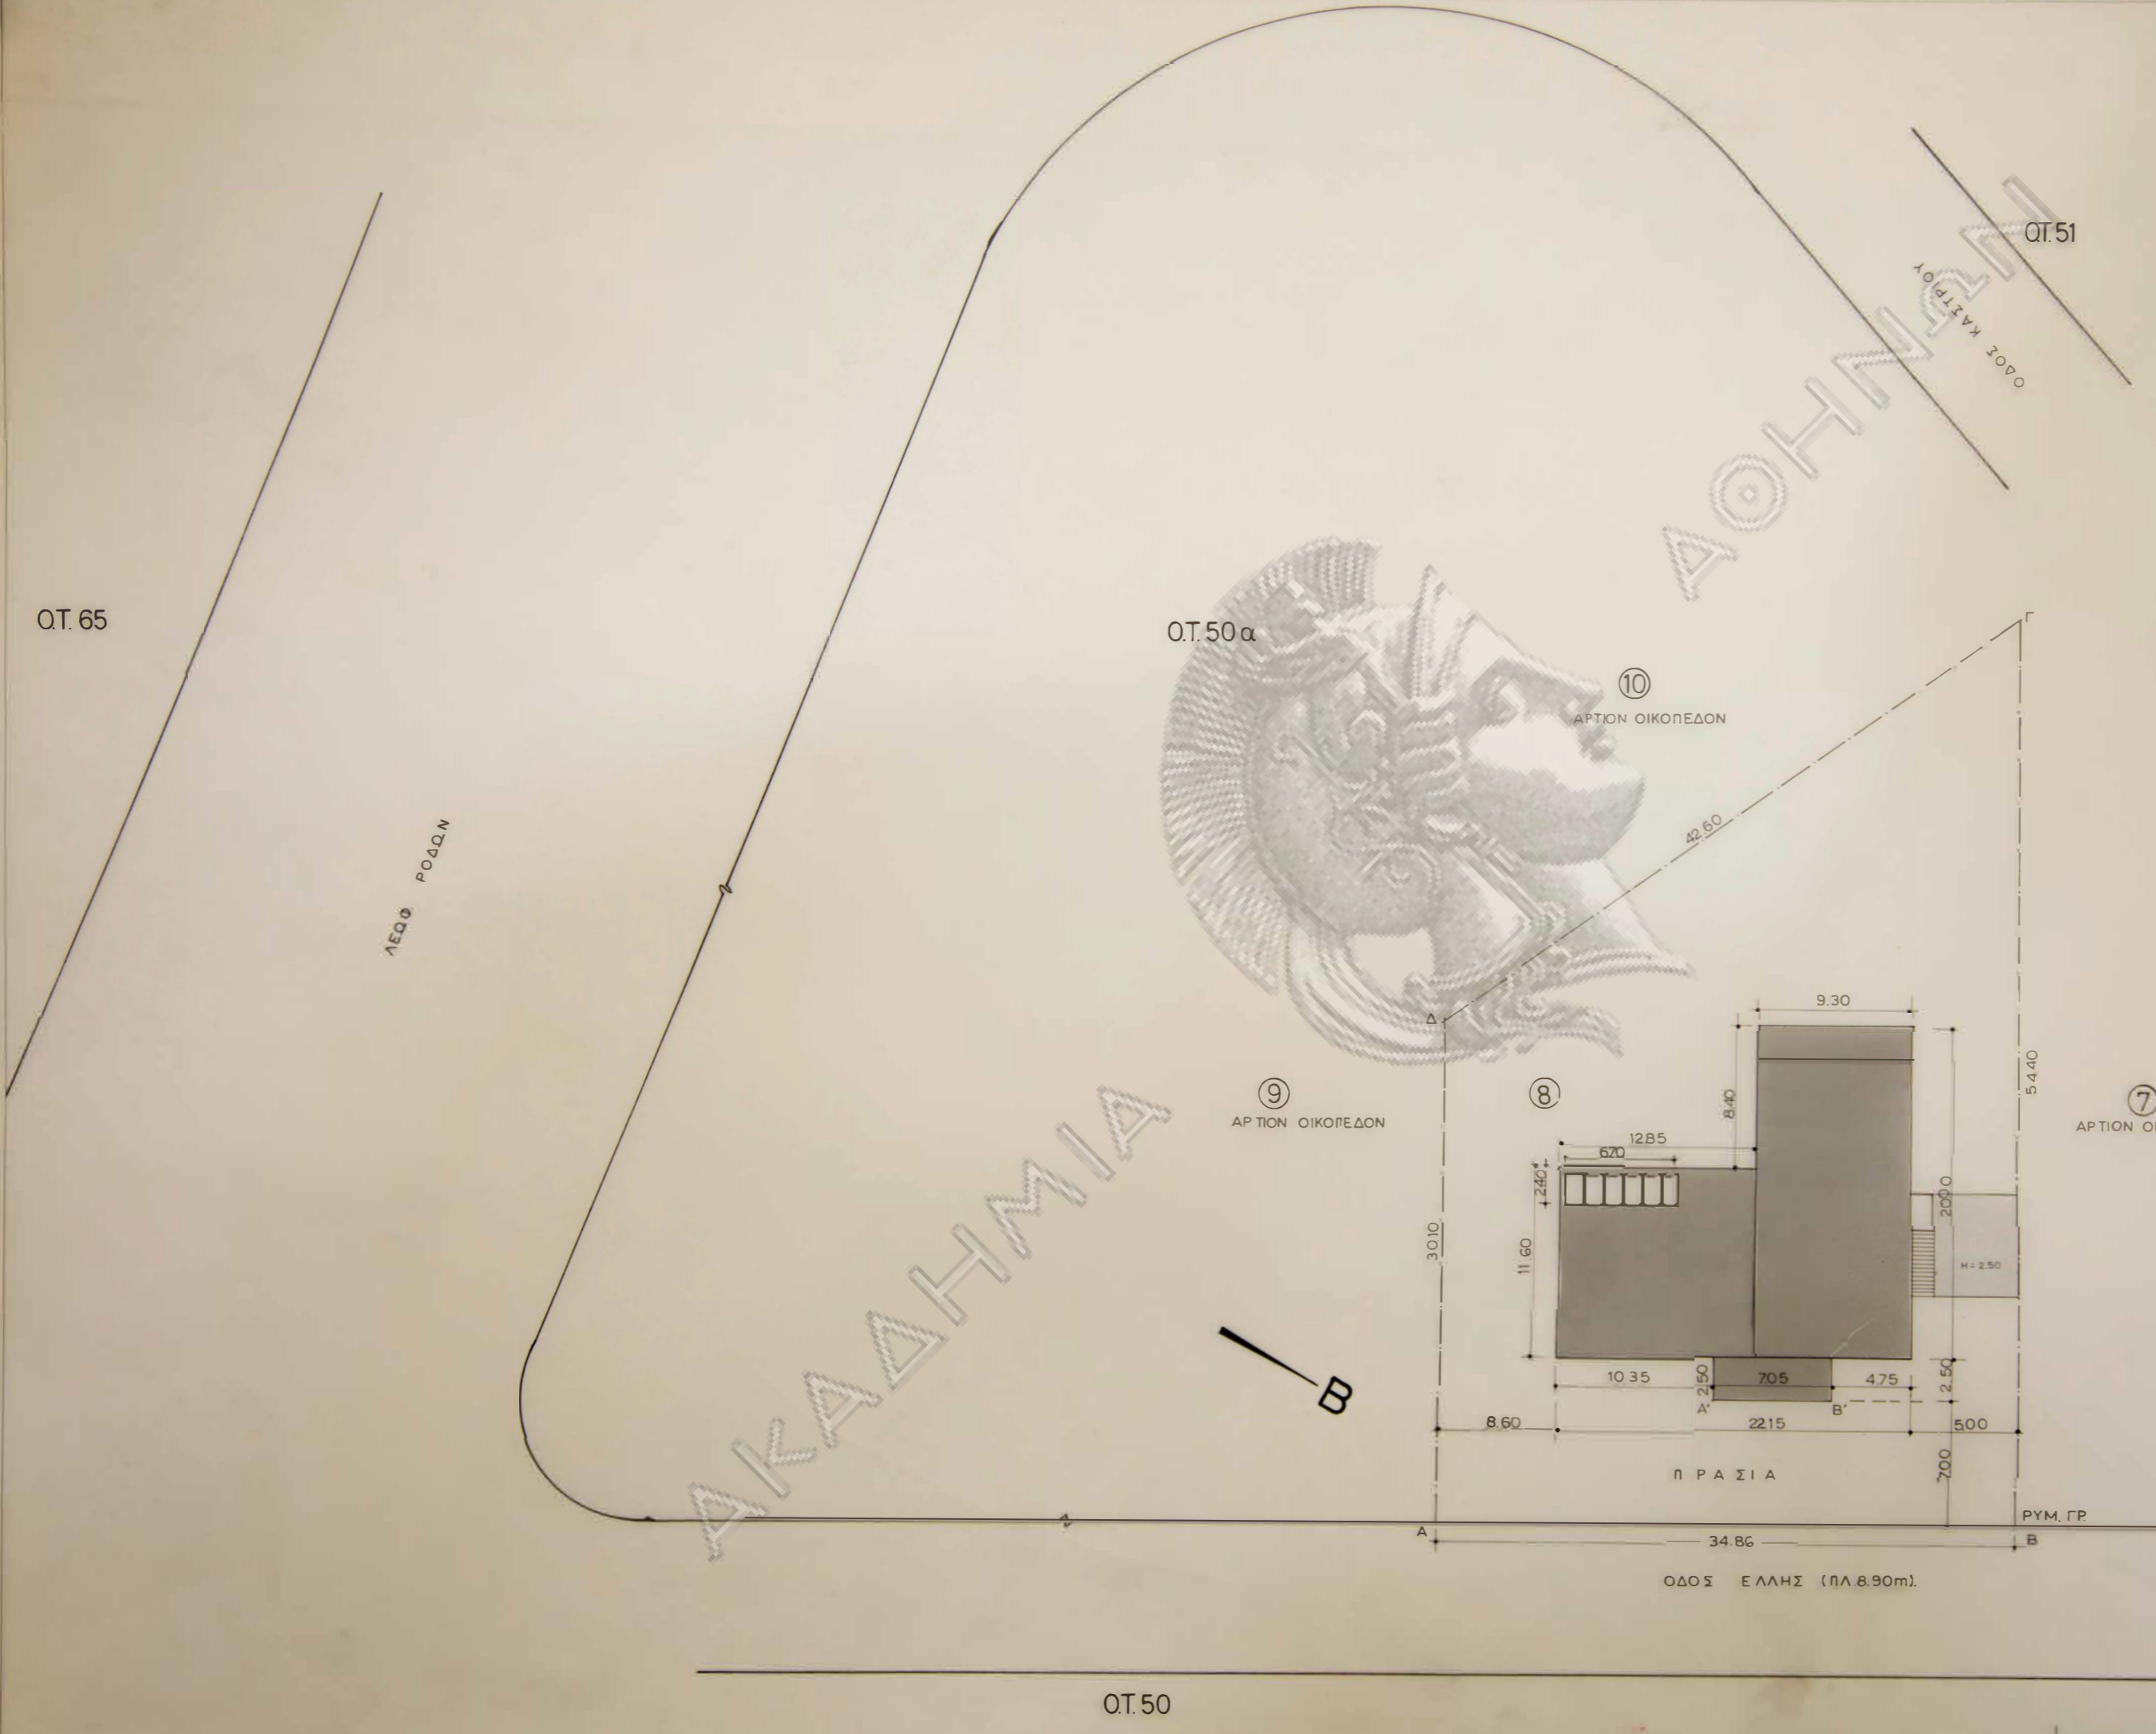 Ο.Τ. 51
ΟΔΟΣ ΚΑΣΤΡΙΟΥ
Ο.Τ. 65
Ο.Τ. 50α
Γ
10
ΑΡΤΙΟΝ ΟΙΚΟΠΕΔΟΝ
42.60
ΛΕΩΦ ΡΟΔΩΝ
Δ
9.30
54.40
9
ΑΡΤΙΟΝ ΟΙΚΟΠΕΔΟΝ
8
8.40
7
ΑΡΤΙΟΝ
12.85
6.70
2.40
20.00
30.10
11.60
Η = 2.50
10.35
2.50
7.05
4.75
2.50
Α'
Β'
8.60
22.15
5.00
Β
ΠΡΑΣΙΑ
7.00
ΡΥΜ. ΓΡ.
Α
34.86
Β
ΟΔΟΣ ΕΛΛΗΣ (ΠΛ.8.90m).
Ο.Τ. 50
ΑΚΑΔΗΜΙΑ ΑΘΗΝΩΝ